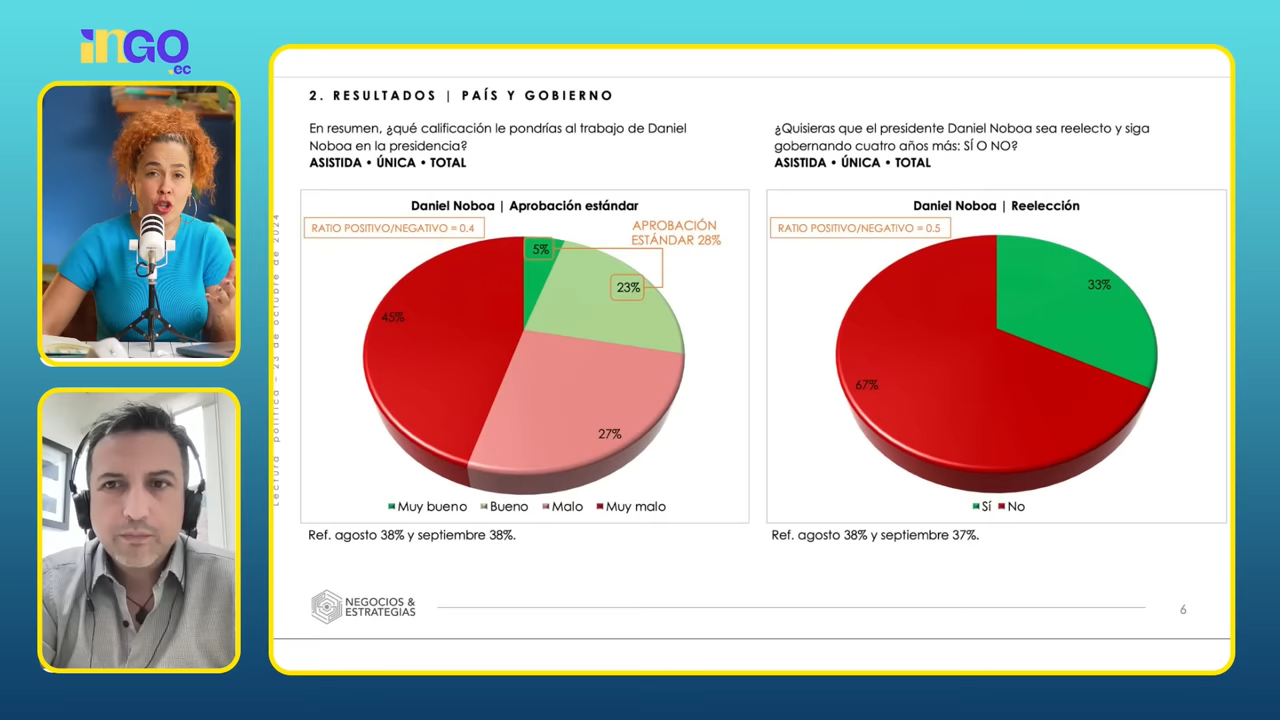 inGO
.ec
2. RESULTADOS | PAÍS Y GOBIERNO
En resumen, ¿qué calificación le pondrías al trabajo de Daniel
Noboa en la presidencia?
ASISTIDA • ÚNICA • TOTAL
Daniel Noboa | Aprobación estándar
RATIO POSITIVO/NEGATIVO = 0.4
APROBACIÓN
ESTÁNDAR 28%
5%
23%
45%
27%
Muy bueno Bueno Malo Muy malo
Ref. agosto 38% y septiembre 38%.
¿Quisieras que el presidente Daniel Noboa sea reelecto y siga
gobernando cuatro años más: SÍ O NO?
ASISTIDA • ÚNICA • TOTAL
Daniel Noboa | Reelección
RATIO POSITIVO/NEGATIVO = 0.5
33%
67%
Sí No
Ref. agosto 38% y septiembre 37%.
Lectura política – 23 de octubre de 2024
NEGOCIOS &
ESTRATEGIAS
6